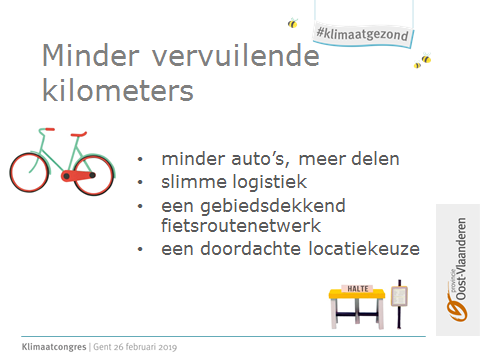 #klimaatgezond
Minder vervuilende
kilometers
• minder auto's, meer delen
• slimme logistiek
• een gebiedsdekkend
fietsroutenetwerk
• een doordachte locatiekeuze
HALTE
provincie
Oost-Vlaanderen
Klimaatcongres | Gent 26 februari 2019